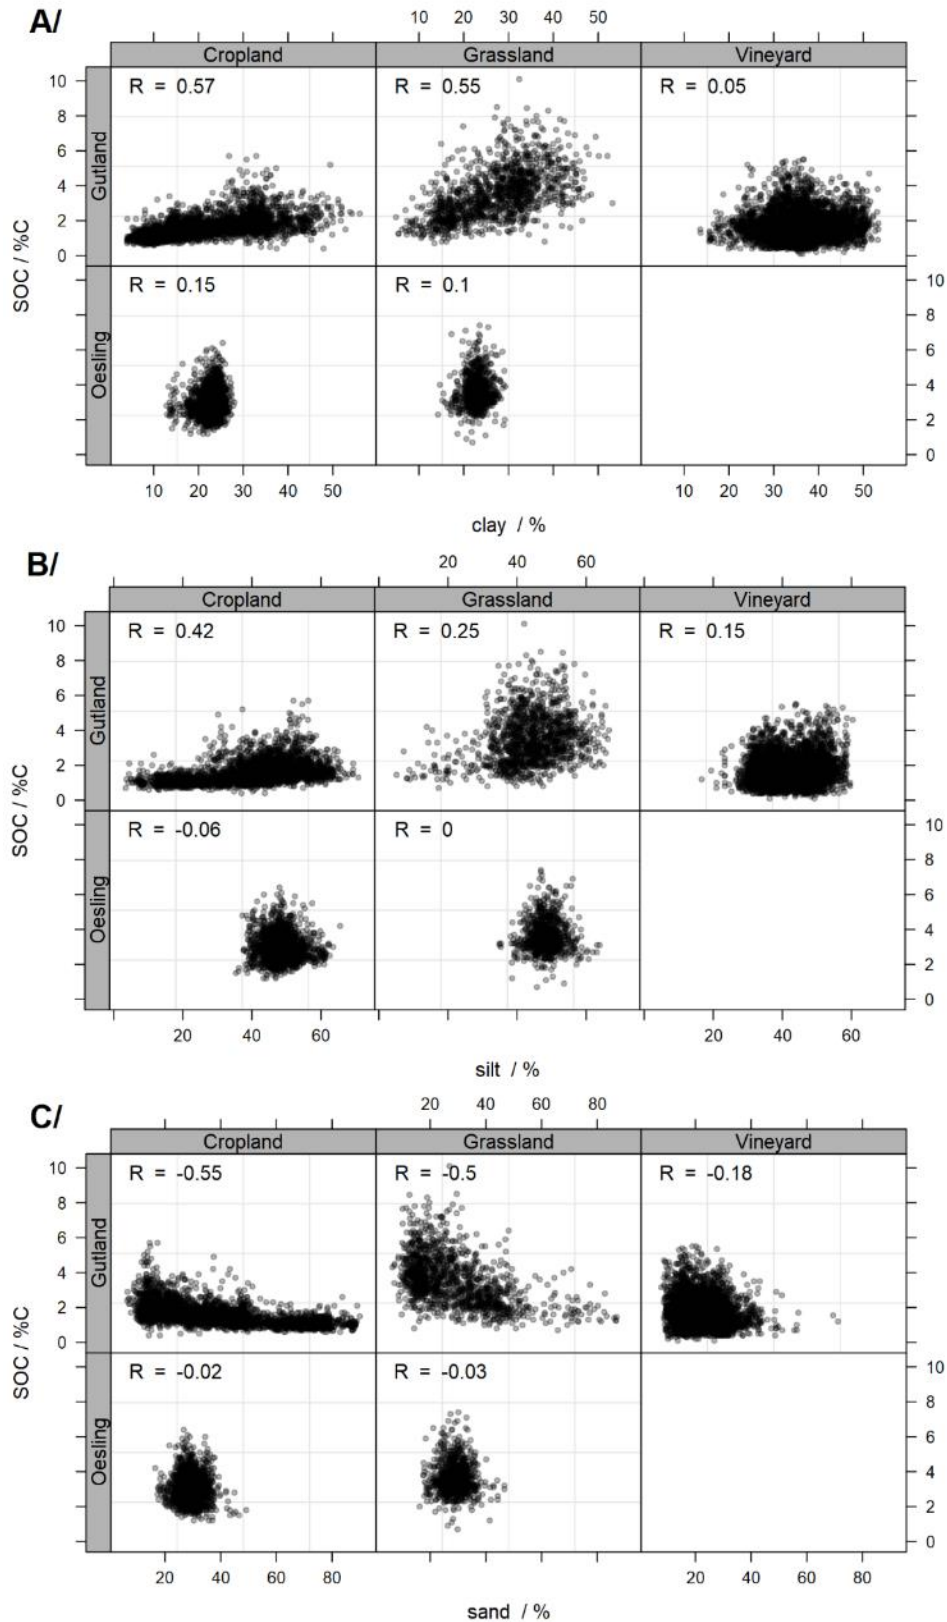 A/
10 20 30 40 50
Cropland Grassland Vineyard
R = 0.57 R = 0.55 R = 0.05
Gutland
10
8
6
4
2
0
SOC / %C
R = 0.15 R = 0.1
Oesling
10
8
6
4
2
0
10 20 30 40 50 10 20 30 40 50
clay / %
B/
20 40 60
Cropland Grassland Vineyard
R = 0.42 R = 0.25 R = 0.15
Gutland
10
8
6
4
2
0
SOC / %C
R = -0.06 R = 0
Oesling
10
8
6
4
2
0
20 40 60 20 40 60
silt / %
C/
20 40 60 80
Cropland Grassland Vineyard
R = -0.55 R = -0.5 R = -0.18
Gutland
10
8
6
4
2
0
SOC / %C
R = -0.02 R = -0.03
Oesling
10
8
6
4
2
0
20 40 60 80 20 40 60 80
sand / %